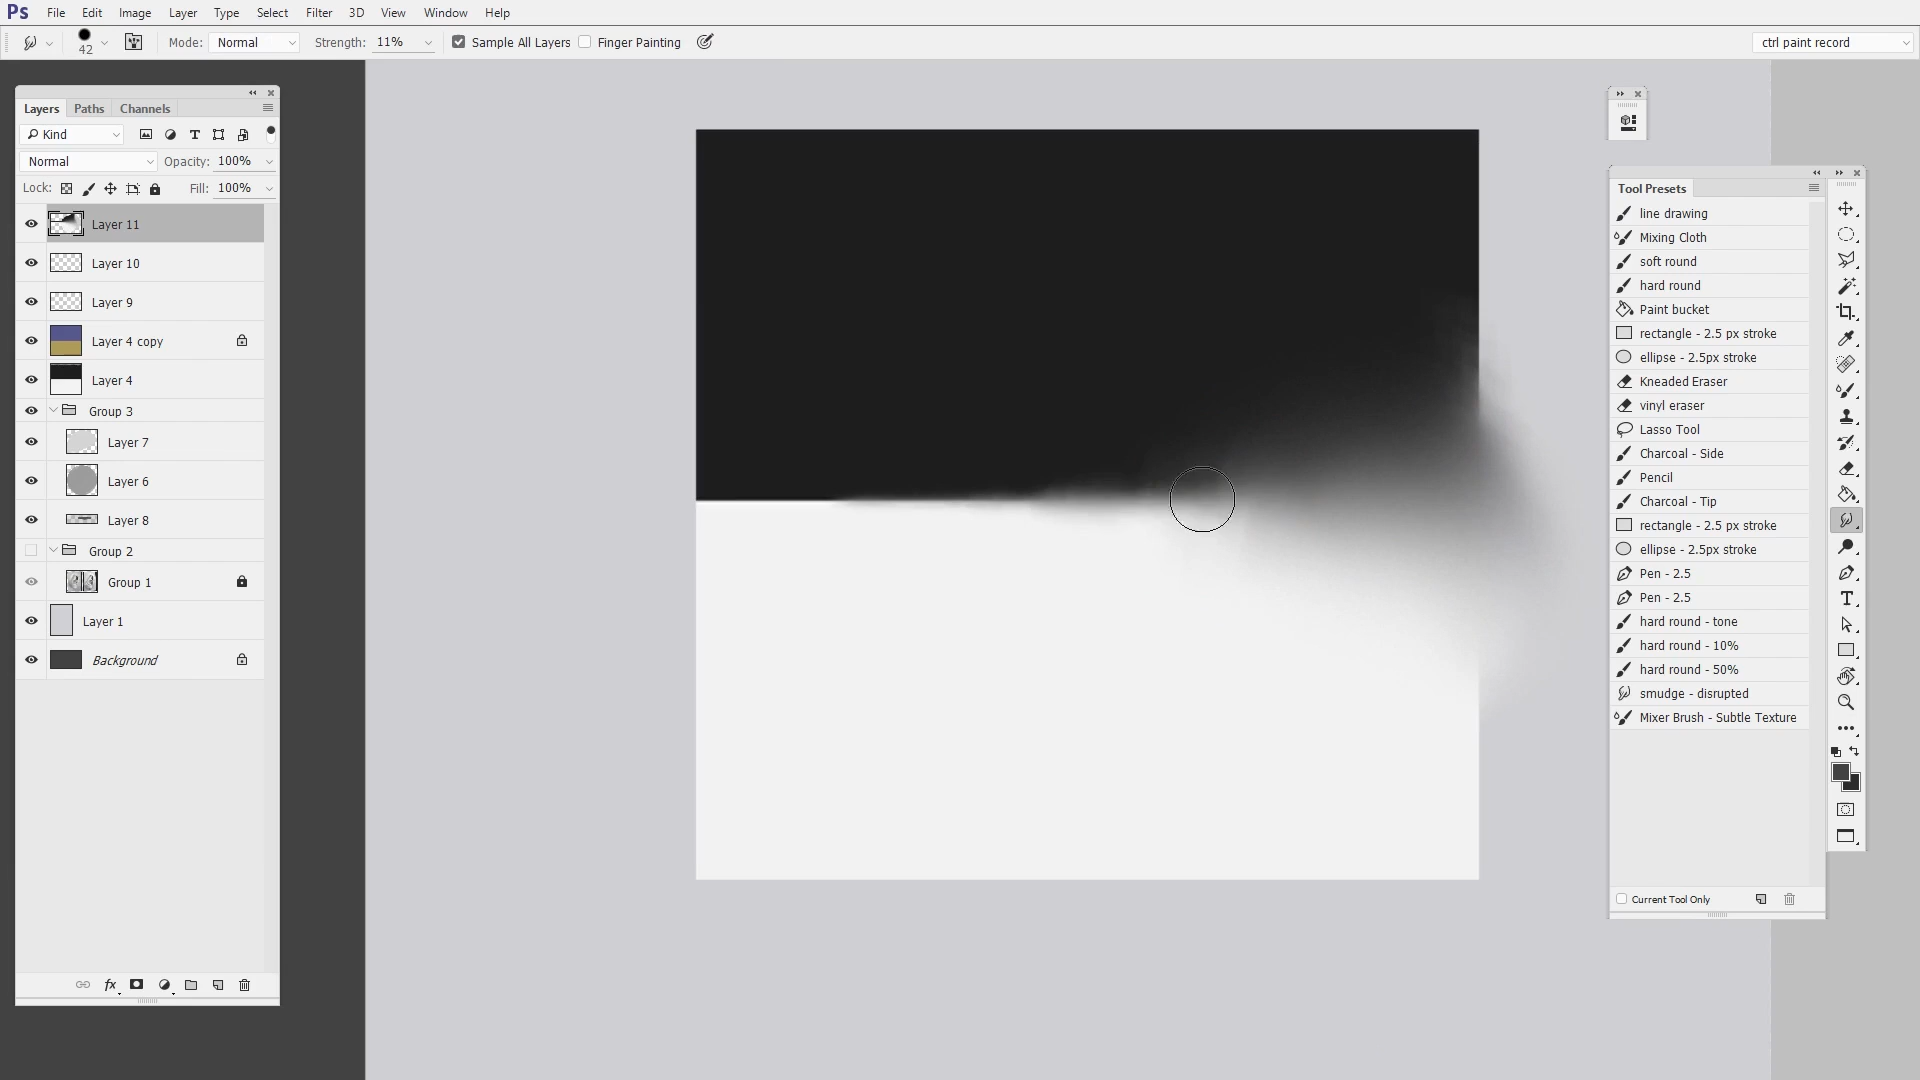 Ps File Edit Image Layer Type Select Filter 3D View Window Help
42 Mode: Normal Strength: 11% Sample All Layers Finger Painting ctrl paint record
Layers Paths Channels
Kind
Normal Opacity: 100%
Lock: Fill: 100%
Layer 11
Layer 10
Layer 9
Layer 4 copy
Layer 4
Group 3
Layer 7
Layer 6
Layer 8
Group 2
Group 1
Layer 1
Background
fx
Tool Presets
line drawing
Mixing Cloth
soft round
hard round
Paint bucket
rectangle - 2.5 px stroke
ellipse - 2.5px stroke
Kneaded Eraser
vinyl eraser
Lasso Tool
Charcoal - Side
Pencil
Charcoal - Tip
rectangle - 2.5 px stroke
ellipse - 2.5px stroke
Pen - 2.5
Pen - 2.5
hard round - tone
hard round - 10%
hard round - 50%
smudge - disrupted
Mixer Brush - Subtle Texture
Current Tool Only